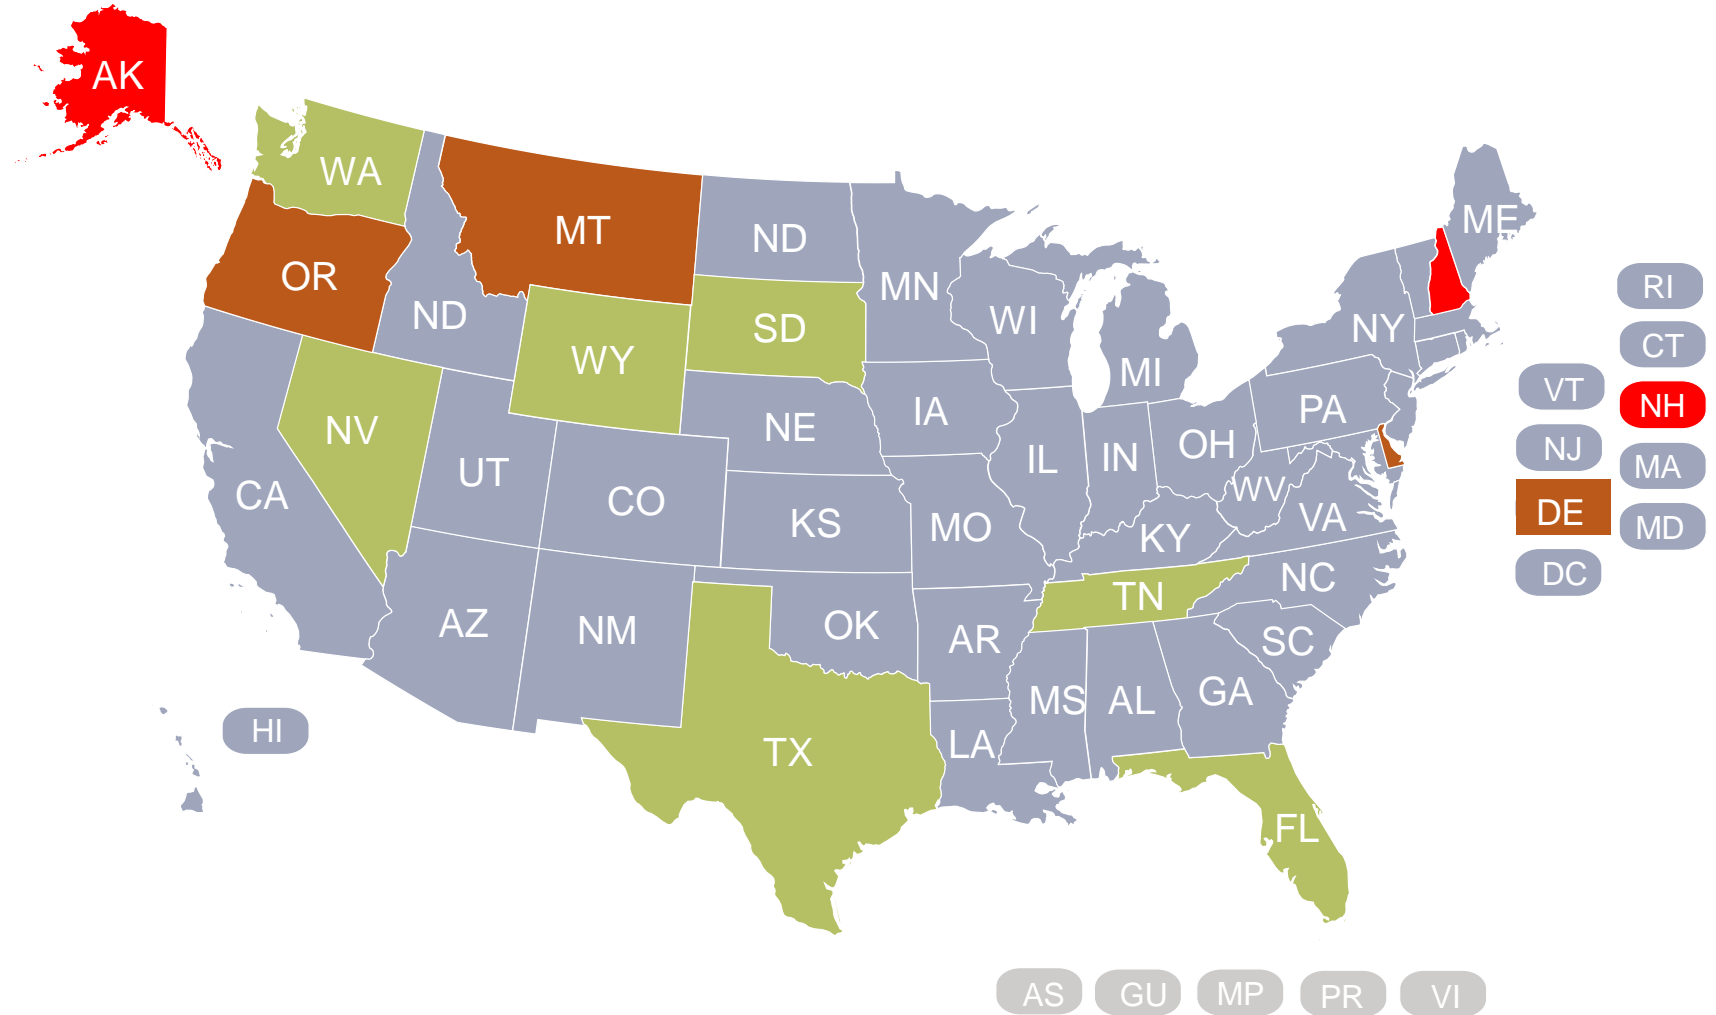 AK
WA
MT
ME
OR
ND
MN
RI
ND
SD
WI
NY
CT
WY
MI
VT
NH
NV
NE
IA
PA
NJ
MA
UT
CO
IL
IN
OH
WV
DE
MD
CA
KS
MO
KY
VA
DC
AZ
NM
OK
AR
TN
NC
SC
HI
TX
LA
MS
AL
GA
FL
AS
GU
MP
PR
VI